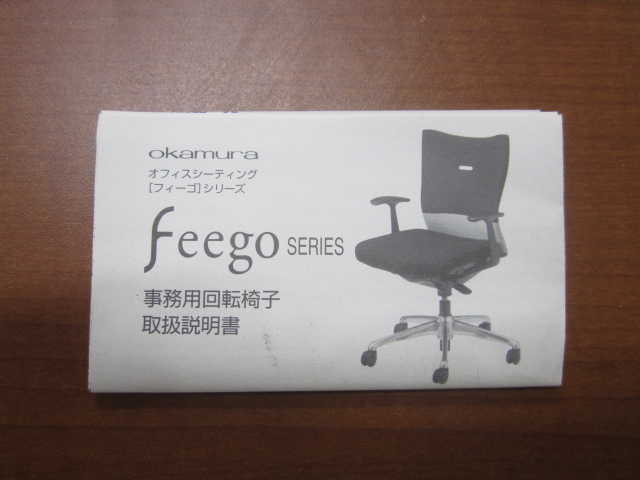 okamura
オフィスシーティング
[フィーゴ]シリーズ
feego SERIES
事務用回転椅子
取扱説明書